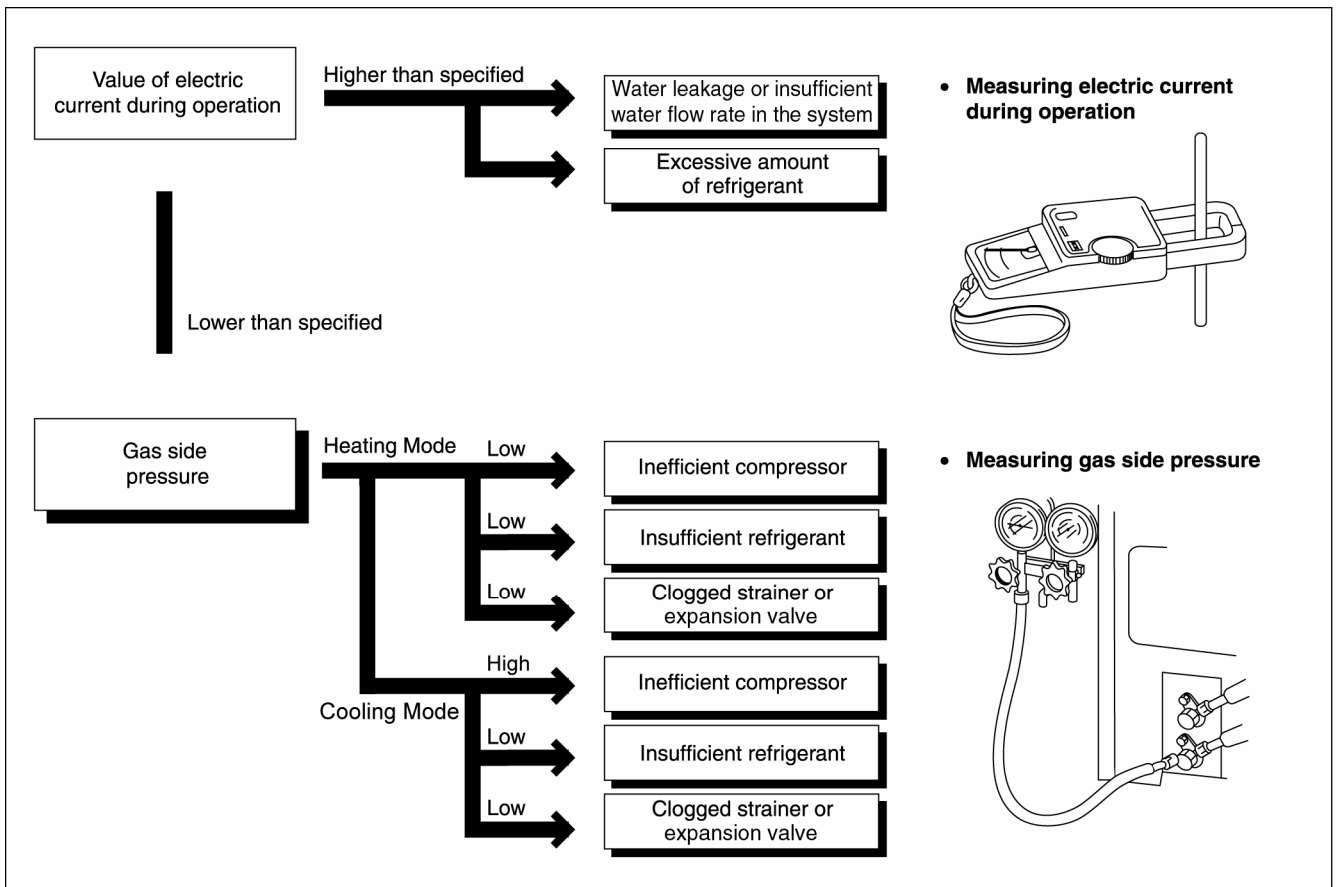 Value of electric
current during operation
Higher than specified
Water leakage or insufficient
water flow rate in the system
Excessive amount
of refrigerant
• Measuring electric current
during operation
Lower than specified
Gas side
pressure
Heating Mode
Low
Inefficient compressor
Low
Insufficient refrigerant
Low
Clogged strainer or
expansion valve
High
Inefficient compressor
Cooling Mode
Low
Insufficient refrigerant
Low
Clogged strainer or
expansion valve
• Measuring gas side pressure